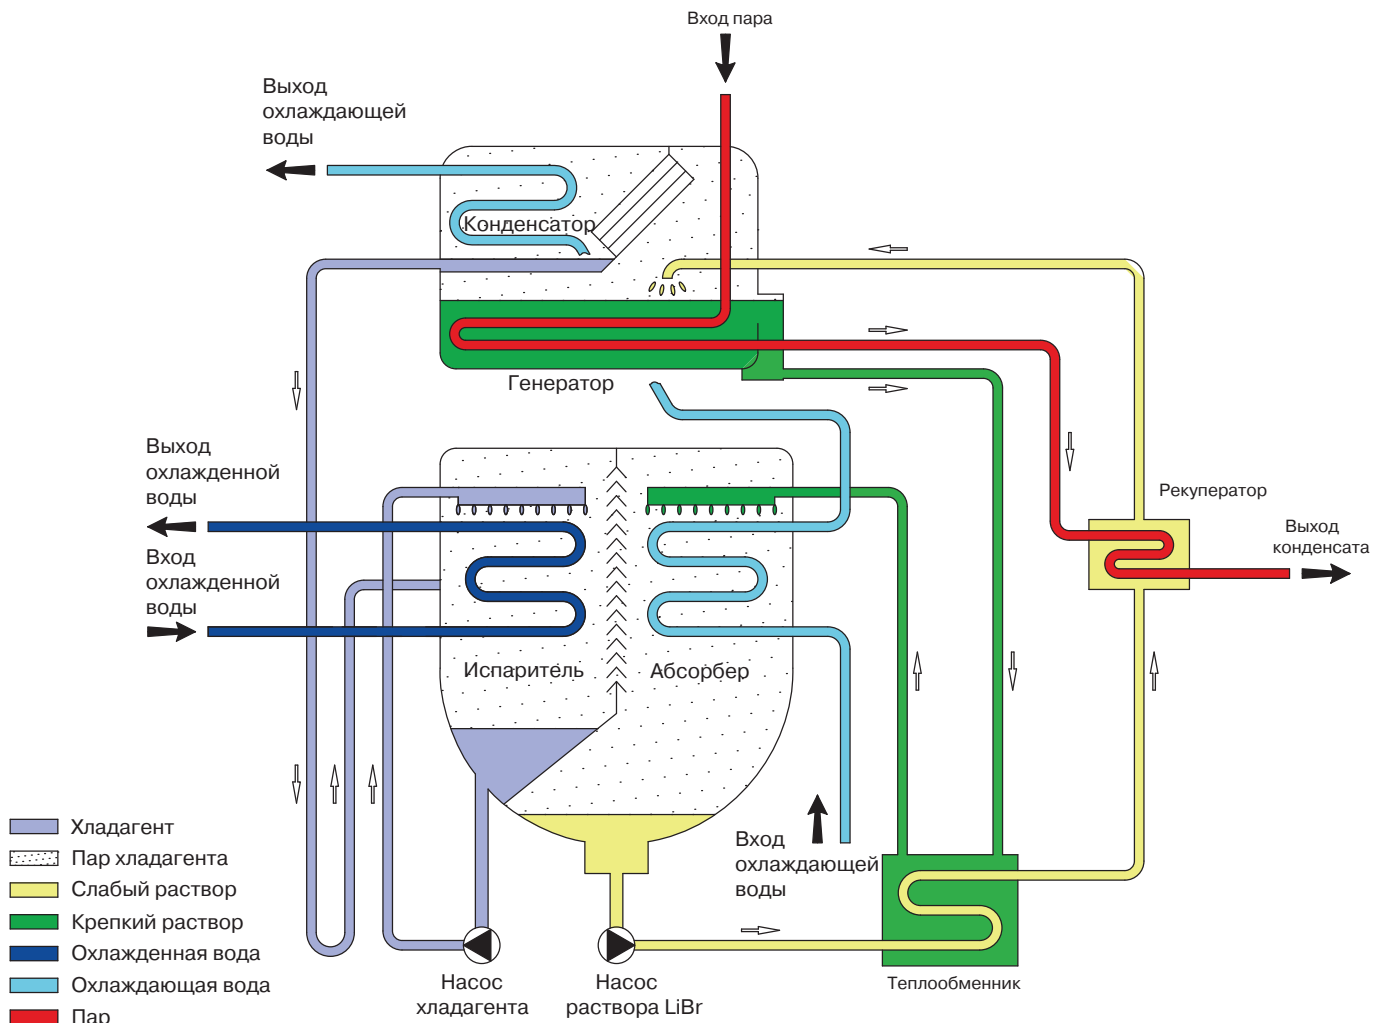 Вход пара
Выход
охлаждающей
воды
Конденсатор
Генератор
Выход
охлажденной
воды
Вход
охлажденной
воды
Рекуператор
Выход
конденсата
Испаритель
Абсорбер
Вход
охлаждающей
воды
Хладагент
Пар хладагента
Слабый раствор
Крепкий раствор
Охлажденная вода
Охлаждающая вода
Пар
Насос
хладагента
Насос
раствора LiBr
Теплообменник